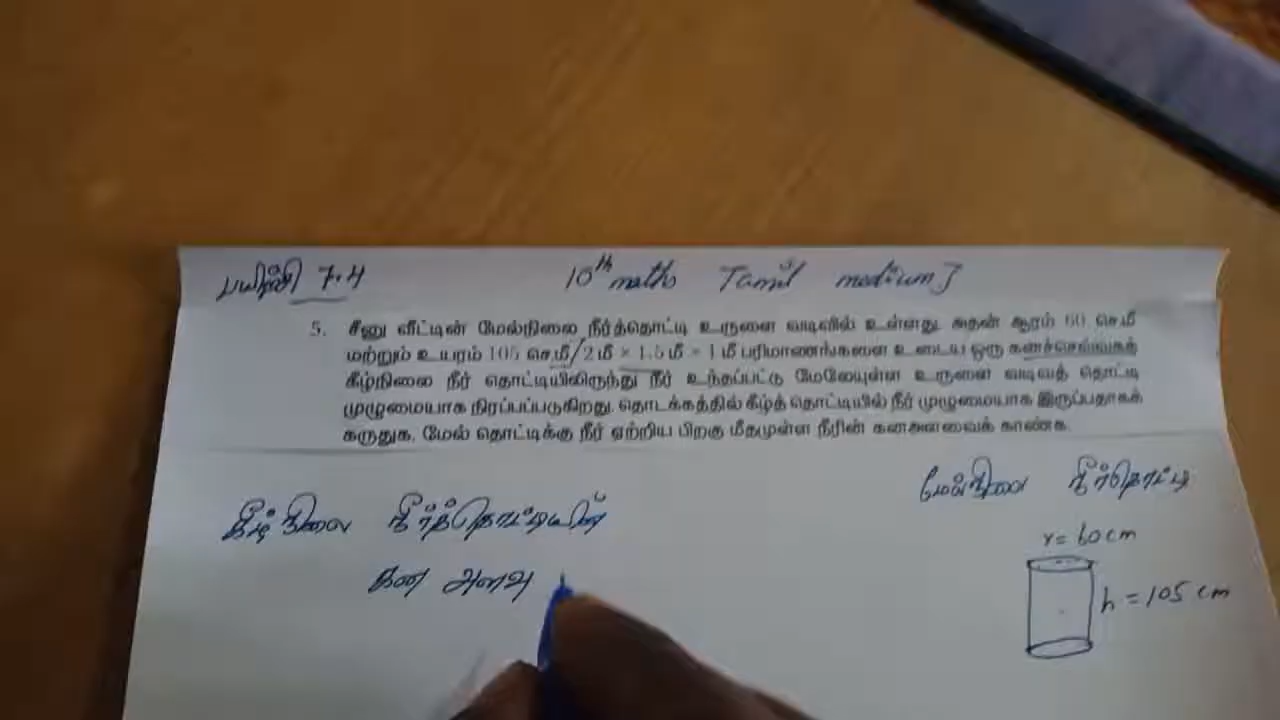 பயிற்சி 7.4 10th maths Tamil medium]
5. சீனு வீட்டின் மேல்நிலை நீர்த்தொட்டி உருளை வடிவில் உள்ளது. அதன் ஆரம் 60 செ.மீ
மற்றும் உயரம் 105 செ.மீ/2 மீ × 1.5 மீ × 1 மீ பரிமாணங்களை உடைய ஒரு கனச்செவ்வகக்
கீழ்நிலை நீர் தொட்டியிலிருந்து நீர் உந்தப்பட்டு மேலேயுள்ள உருளை வடிவத் தொட்டி
முழுமையாக நிரப்பப்படுகிறது. தொடக்கத்தில் கீழ்த் தொட்டியில் நீர் முழுமையாக இருப்பதாகக்
கருதுக. மேல் தொட்டிக்கு நீர் ஏற்றிய பிறகு மீதமுள்ள நீரின் கனஅளவைக் காண்க.
மேல்நிலை நீர்தொட்டி
கீழ்நிலை நீர்த்தொட்டியின்
கன அளவு
r = 60 cm
h = 105 cm